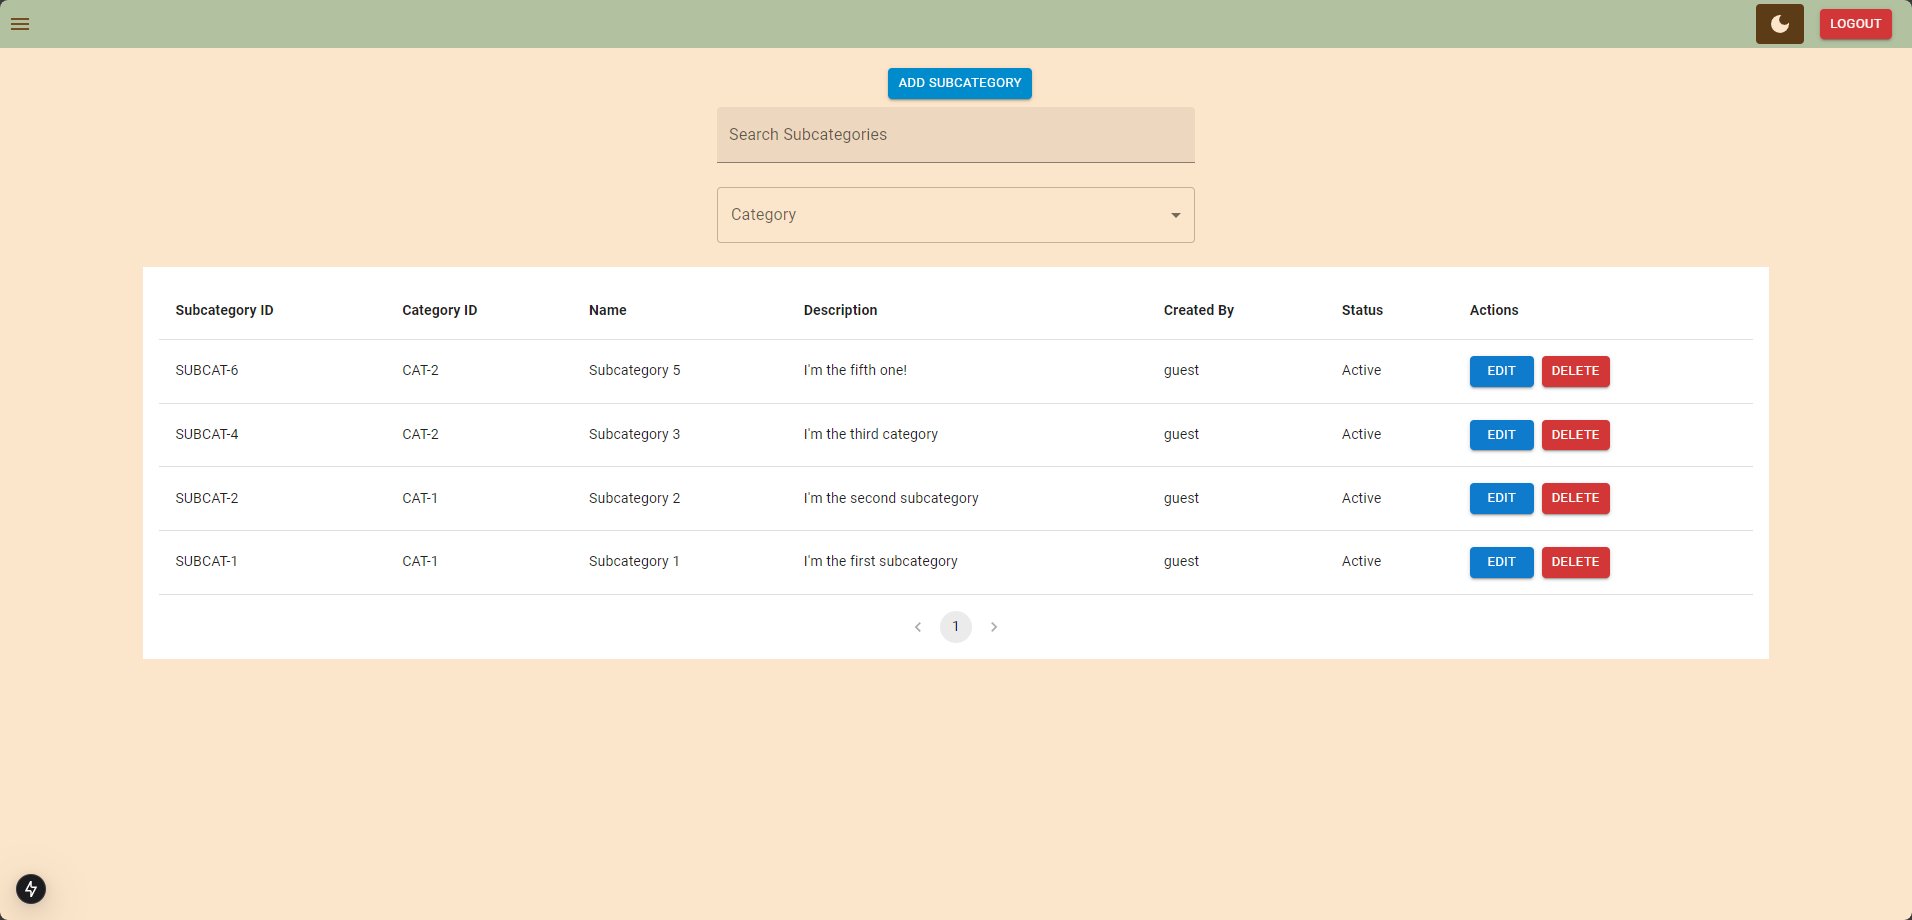 LOGOUT
ADD SUBCATEGORY
Search Subcategories
Category
Subcategory ID Category ID Name Description Created By Status Actions
SUBCAT-6 CAT-2 Subcategory 5 I'm the fifth one! guest Active EDIT DELETE
SUBCAT-4 CAT-2 Subcategory 3 I'm the third category guest Active EDIT DELETE
SUBCAT-2 CAT-1 Subcategory 2 I'm the second subcategory guest Active EDIT DELETE
SUBCAT-1 CAT-1 Subcategory 1 I'm the first subcategory guest Active EDIT DELETE
1